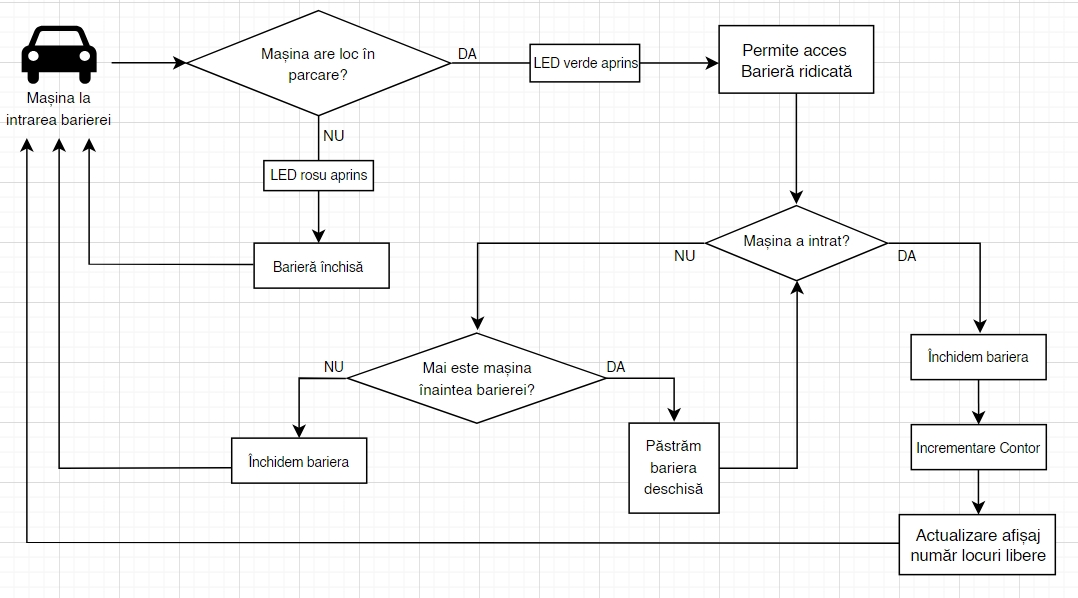 Mașina la
intrarea barierei
Mașina are loc în
parcare?
DA
LED verde aprins
Permite acces
Barieră ridicată
NU
LED rosu aprins
Barieră închisă
Mașina a intrat?
NU
DA
Mai este mașina
înaintea barierei?
NU
DA
Închidem bariera
Păstrăm
bariera
deschisă
Închidem bariera
Incrementare Contor
Actualizare afișaj
număr locuri libere